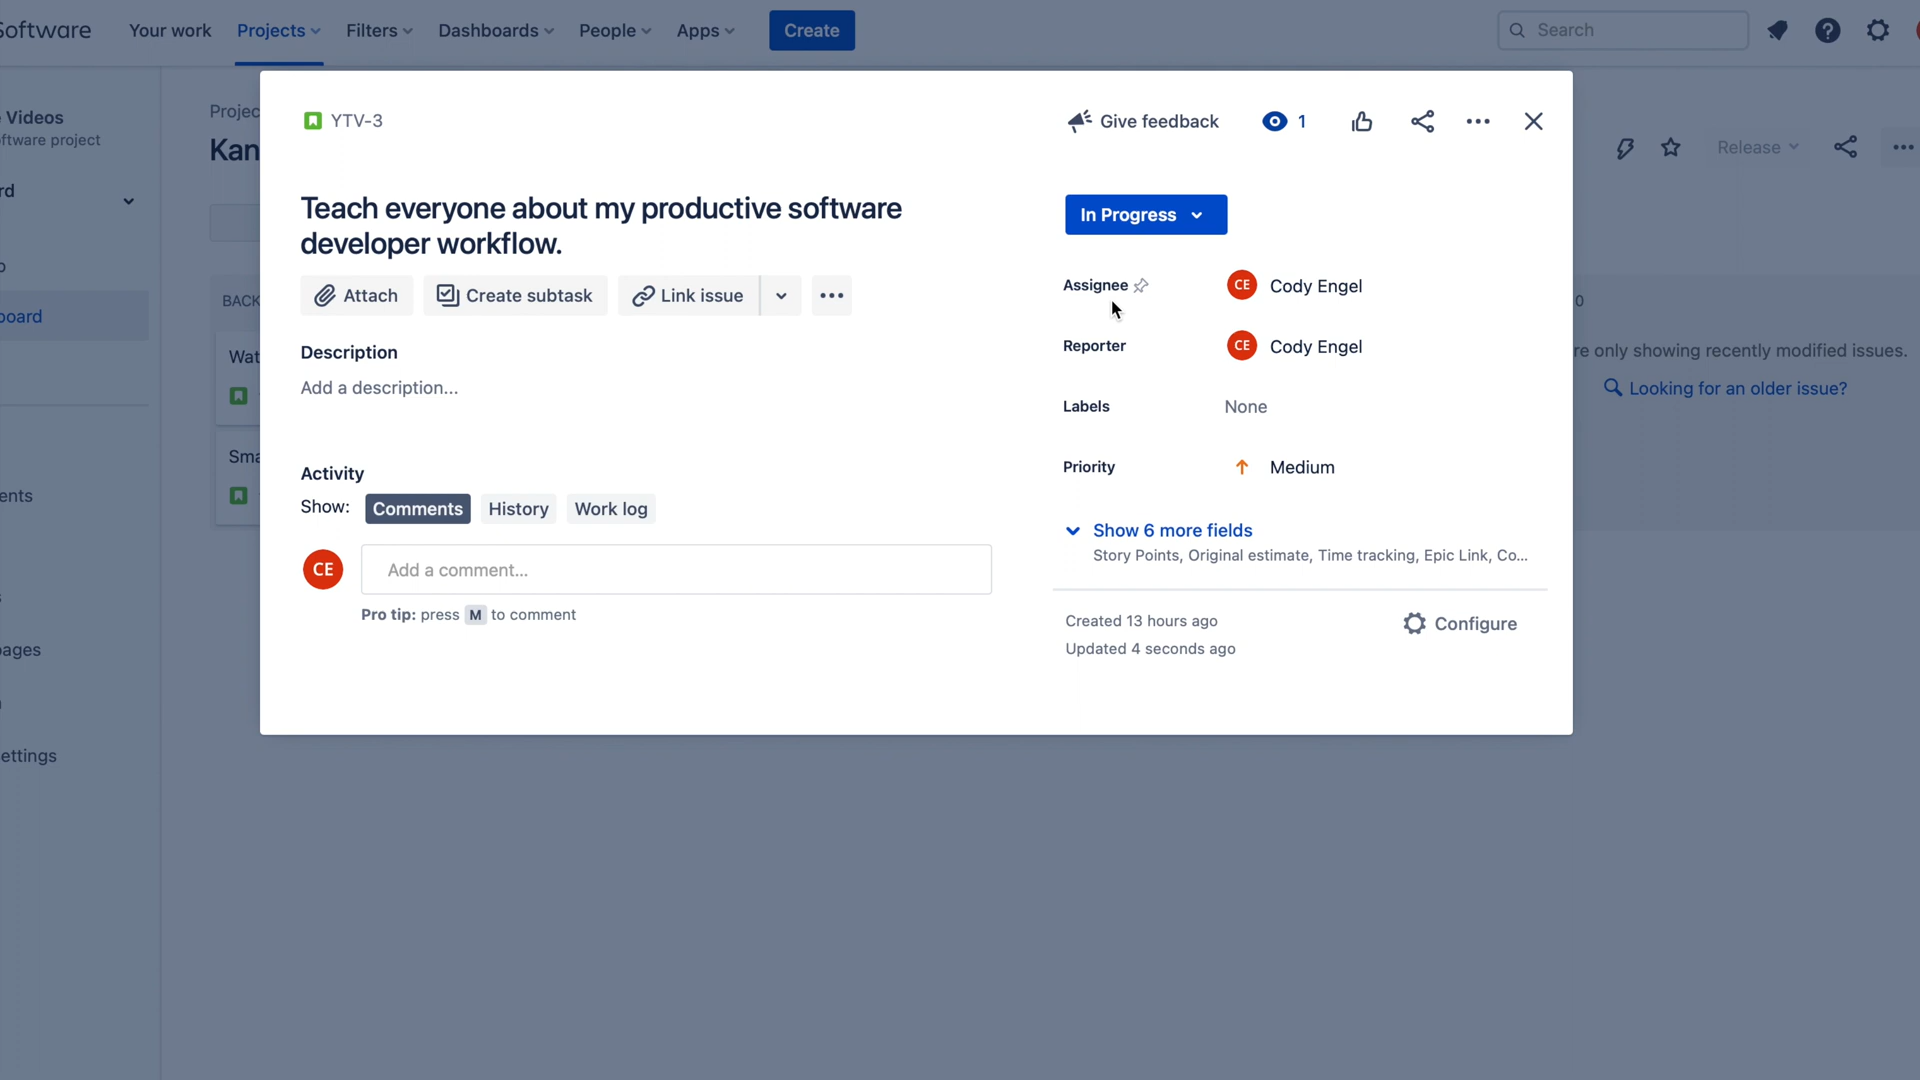 Software Your work Projects Filters Dashboards People Apps Create Search
Videos
ftware project
Projec
Kan
Release
rd
board
ents
ages
ettings
BACK
Wat
Sma
YTV-3
Give feedback 1
Teach everyone about my productive software
developer workflow.
Attach Create subtask Link issue
Description
Add a description...
Activity
Show: Comments History Work log
CE Add a comment...
Pro tip: press M to comment
In Progress
Assignee CE Cody Engel
Reporter CE Cody Engel
Labels None
Priority Medium
Show 6 more fields
Story Points, Original estimate, Time tracking, Epic Link, Co...
Created 13 hours ago Configure
Updated 4 seconds ago
0
re only showing recently modified issues.
Looking for an older issue?